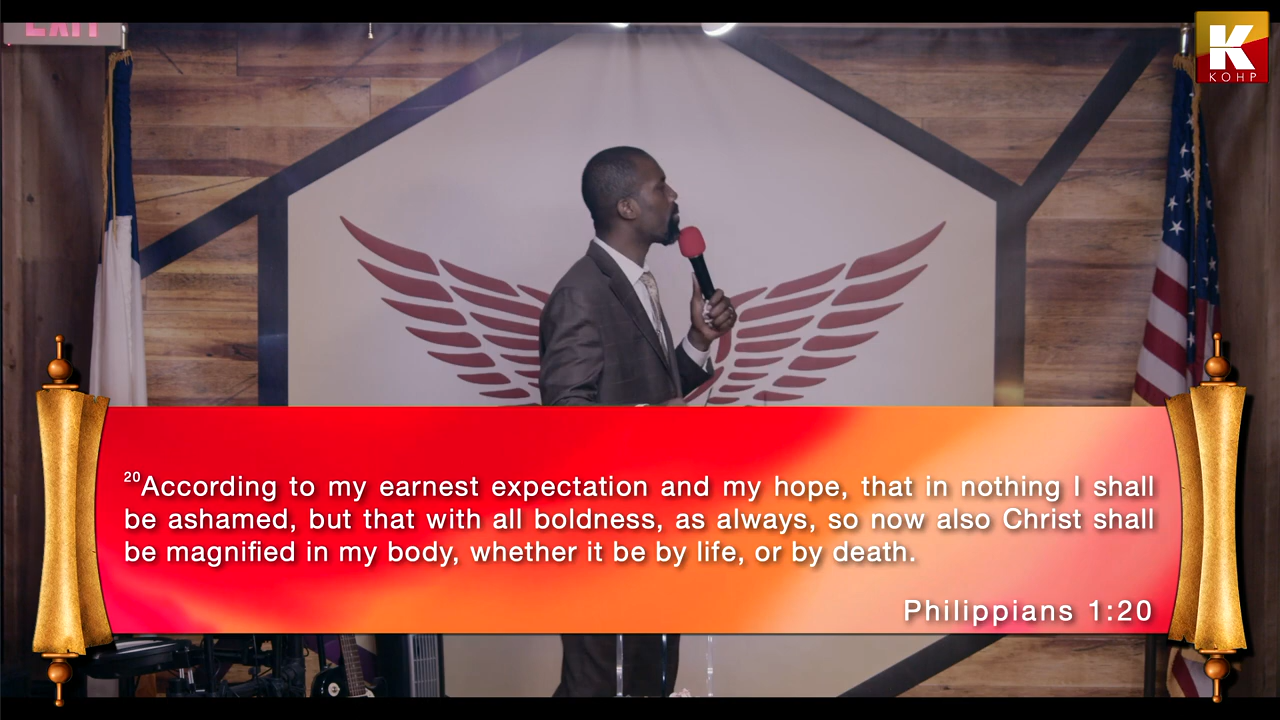 EXIT
K
KOHP
20According to my earnest expectation and my hope, that in nothing I shall
be ashamed, but that with all boldness, as always, so now also Christ shall
be magnified in my body, whether it be by life, or by death.
Philippians 1:20